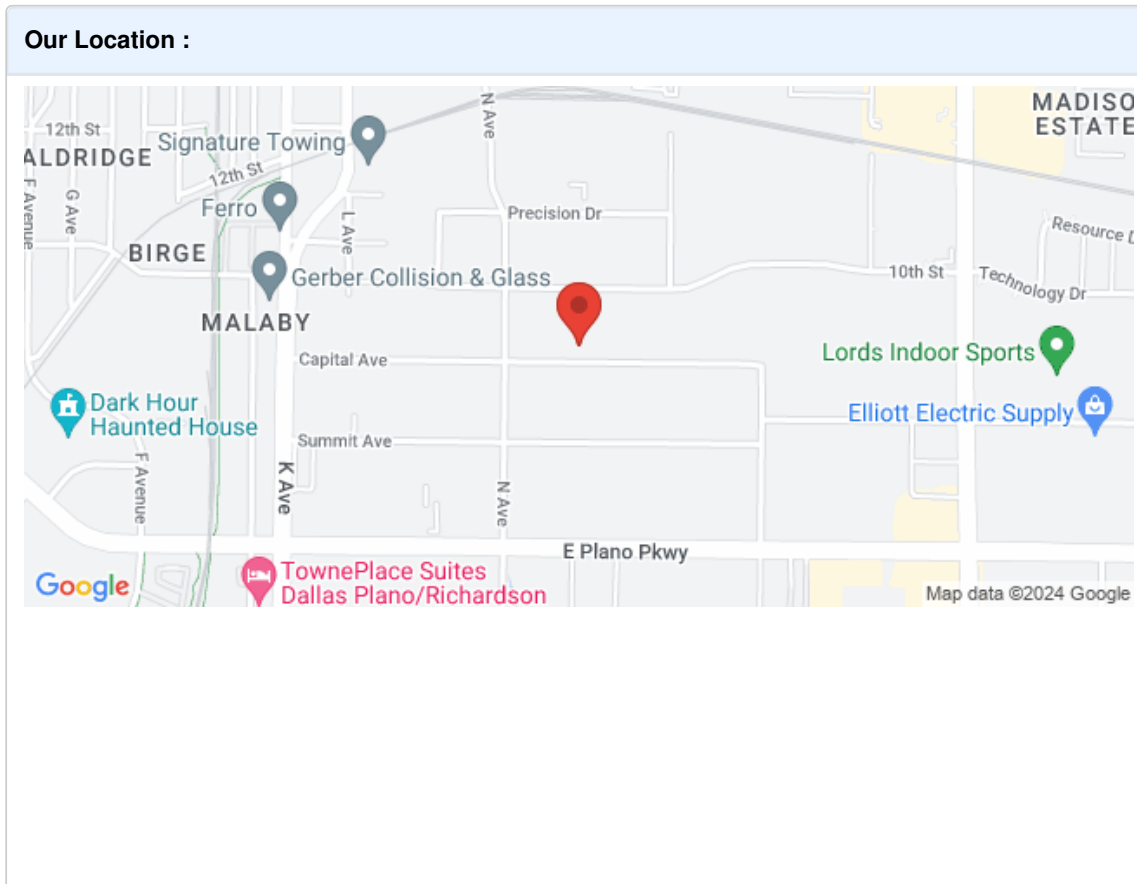 Our Location :
12th St
ALDRIDGE
F Avenue
G Ave
Signature Towing
12th St
Ferro
L Ave
N Ave
Precision Dr
MADISO
ESTATE
Resource D
BIRGE
Gerber Collision & Glass
MALABY
10th St
Technology Dr
Capital Ave
Lords Indoor Sports
Dark Hour
Haunted House
Elliott Electric Supply
Summit Ave
F Avenue
K Ave
N Ave
E Plano Pkwy
TownePlace Suites
Dallas Plano/Richardson
Google
Map data ©2024 Google